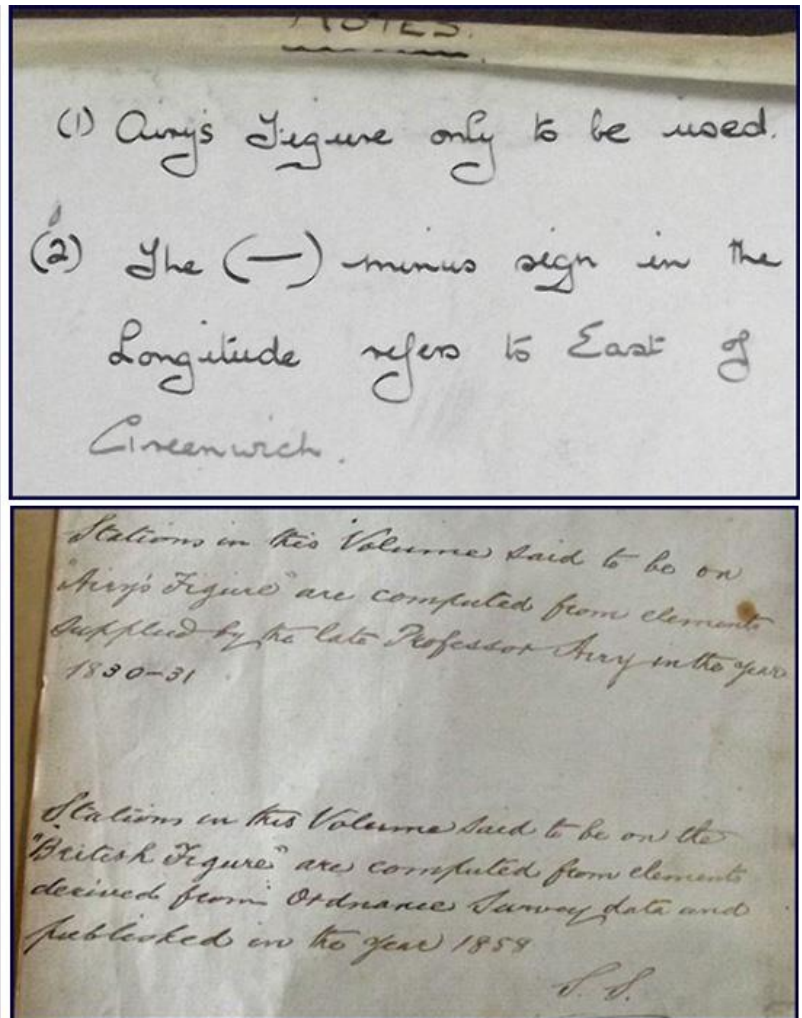 NOTES.
(1) Airy's Figure only to be used.
(2) The (—) minus sign in the
Longitude refers to East of
Greenwich.
Stations in this Volume said to be on
"Airy's Figure" are computed from elements
supplied by the late Professor Airy in the year
1830-31
Stations in this Volume said to be on the
"British Figure" are computed from elements
derived from Ordnance Survey data and
published in the year 1858
S. S.